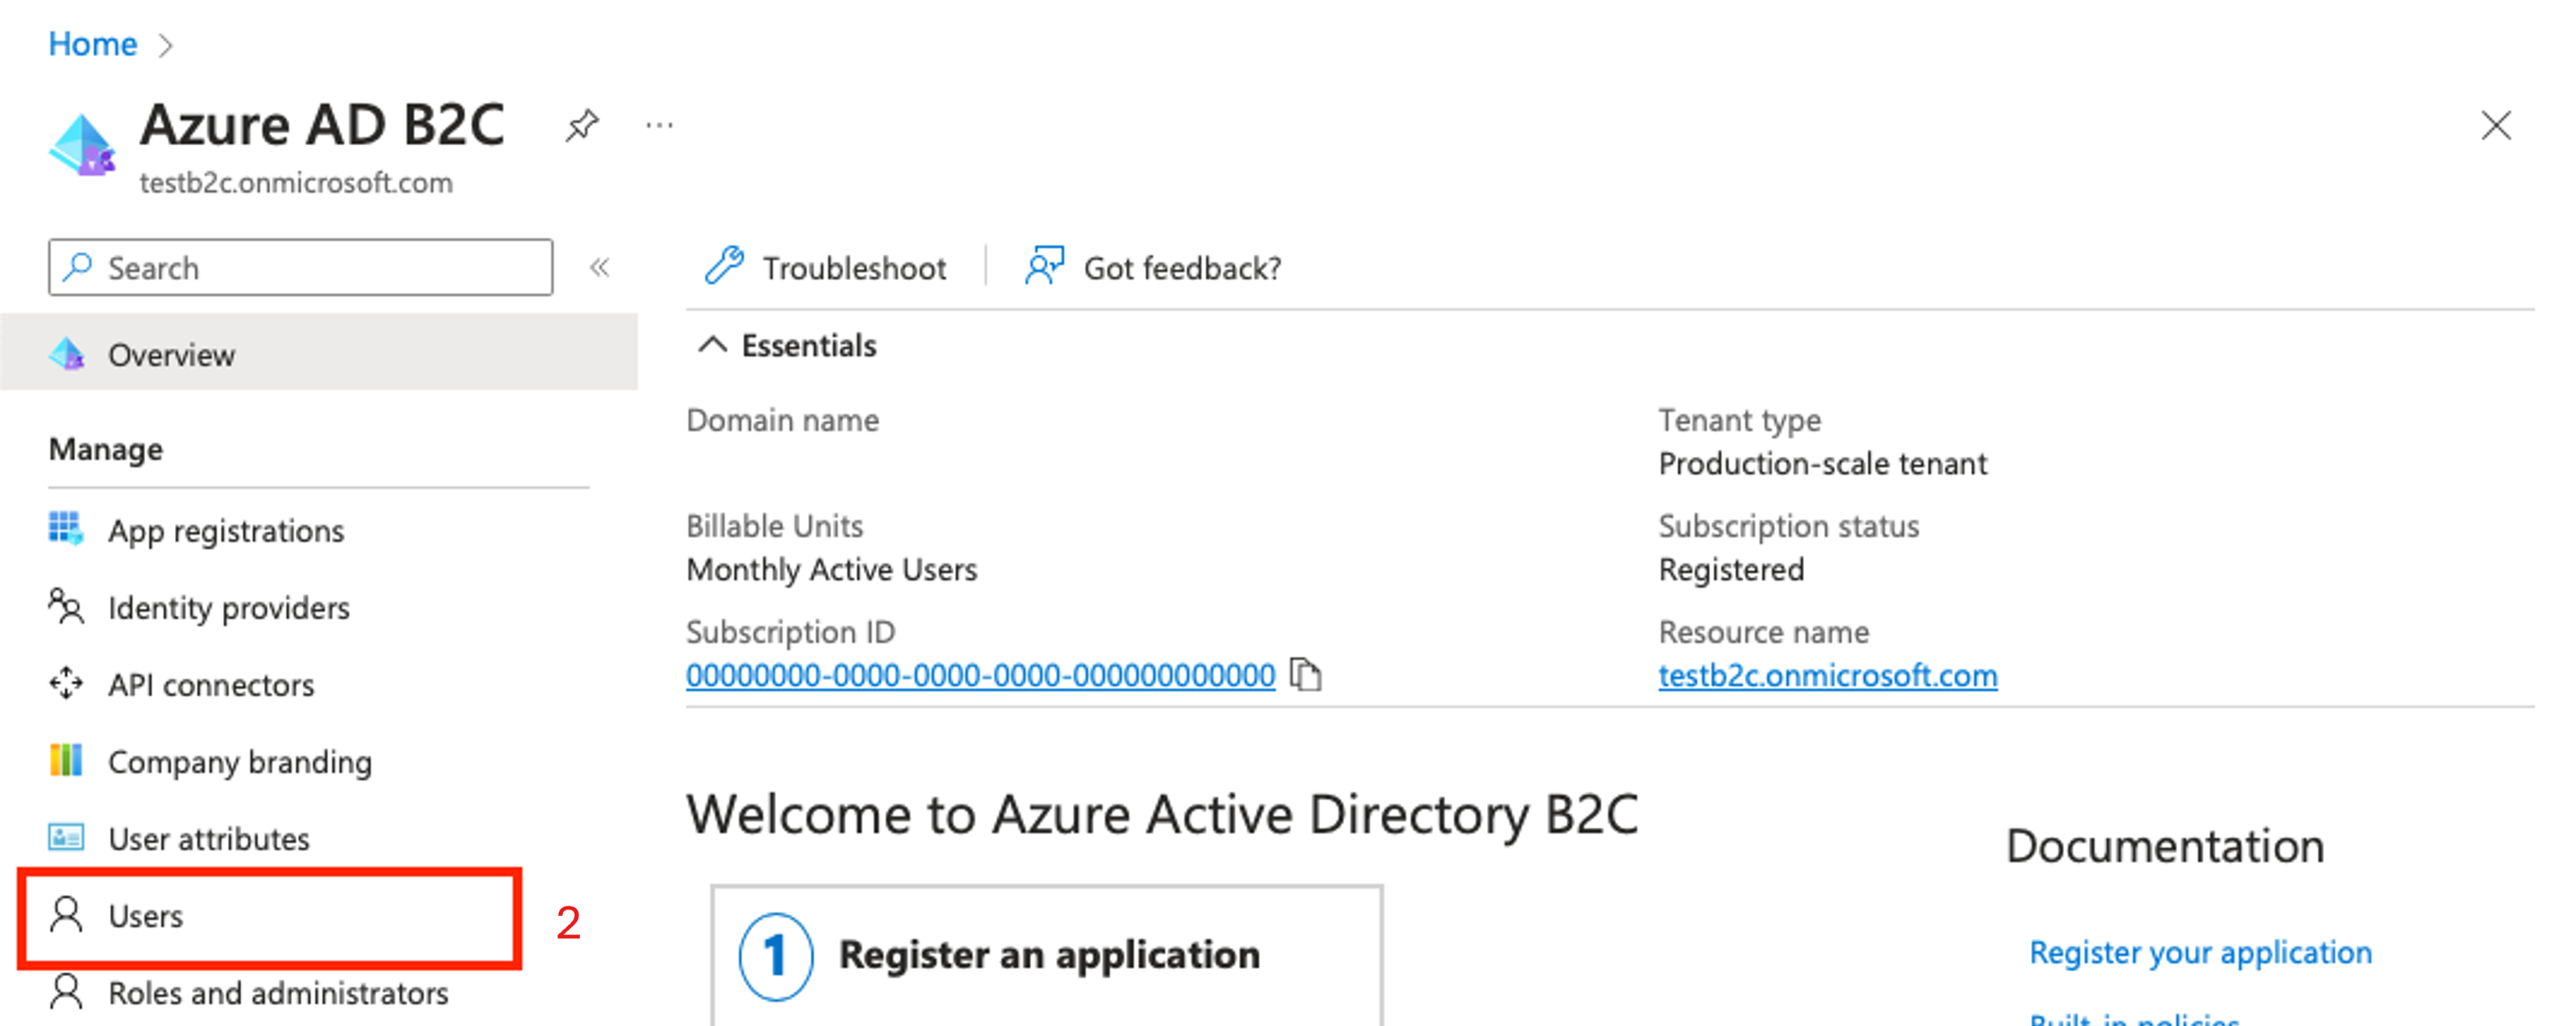 Home
Azure AD B2C
testb2c.onmicrosoft.com
Search
Overview
Manage
App registrations
Identity providers
API connectors
Company branding
User attributes
Users
2
Roles and administrators
Troubleshoot
Got feedback?
Essentials
Domain name
Billable Units
Monthly Active Users
Subscription ID
00000000-0000-0000-0000-000000000000
Tenant type
Production-scale tenant
Subscription status
Registered
Resource name
testb2c.onmicrosoft.com
Welcome to Azure Active Directory B2C
1 Register an application
Documentation
Register your application
Built-in policies